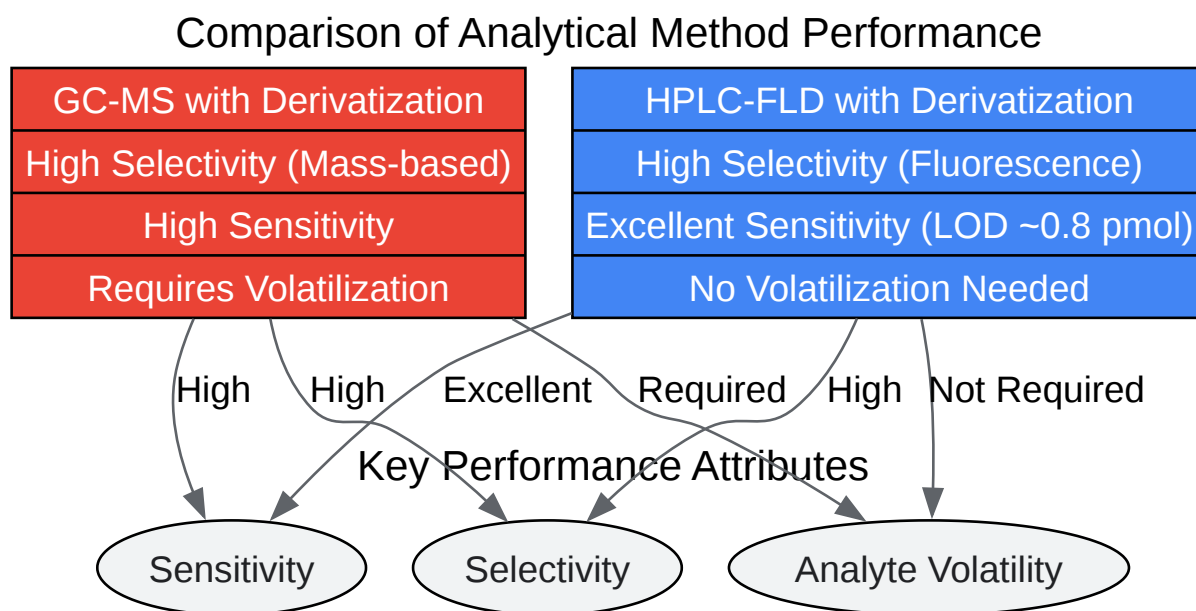 Comparison of Analytical Method Performance
GC-MS with Derivatization
High Selectivity (Mass-based)
High Sensitivity
Requires Volatilization
HPLC-FLD with Derivatization
High Selectivity (Fluorescence)
Excellent Sensitivity (LOD ~0.8 pmol)
No Volatilization Needed
High
High
Excellent
Required
High
Not Required
Key Performance Attributes
Sensitivity
Selectivity
Analyte Volatility